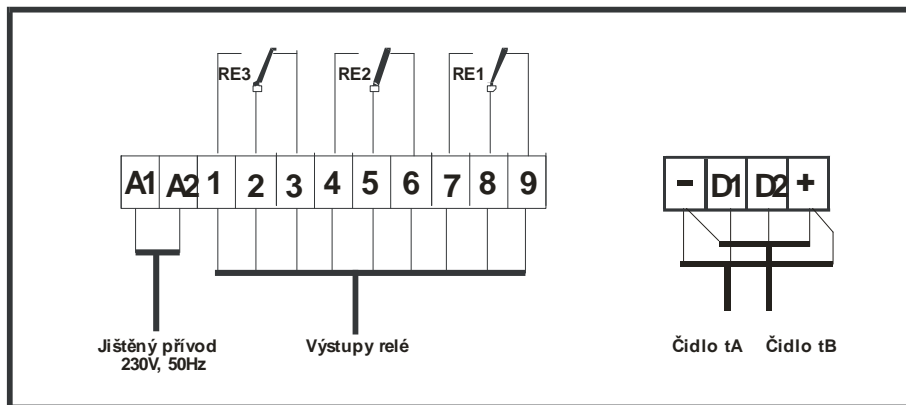 RE3 RE2 RE1
A1 A2 1 2 3 4 5 6 7 8 9
- D1 D2 +
Jištěný přívod
230V, 50Hz
Výstupy relé
Čidlo tA Čidlo tB